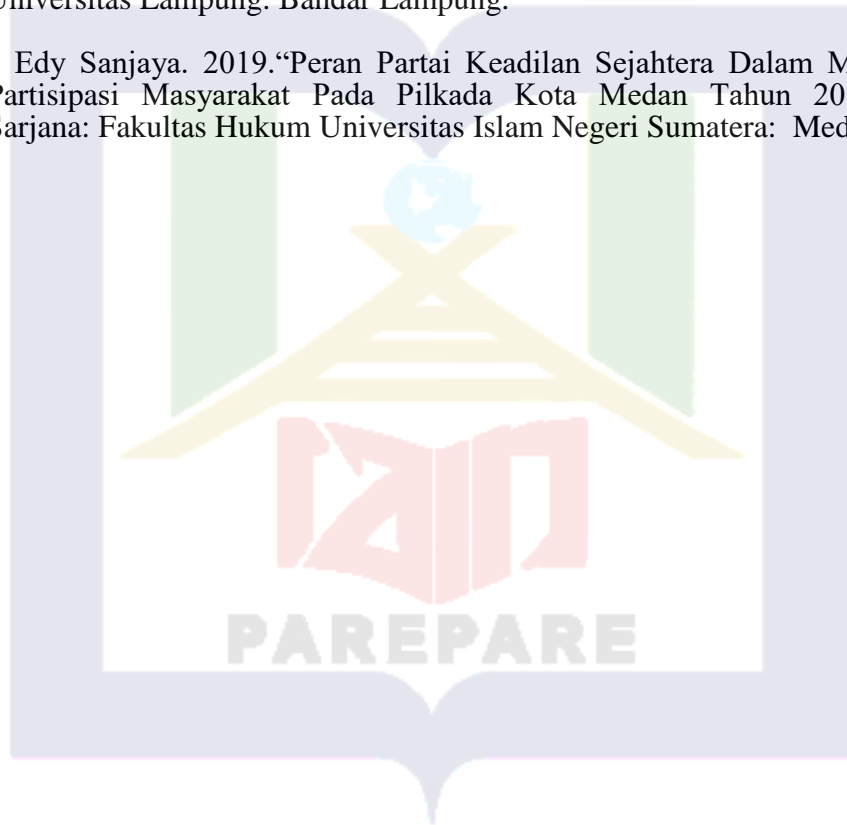 Universitas Lampung. Bandar Lampung.
Edy Sanjaya. 2019.“Peran Partai Keadilan Sejahtera Dalam M
Partisipasi Masyarakat Pada Pilkada Kota Medan Tahun 20
Sarjana: Fakultas Hukum Universitas Islam Negeri Sumatera: Med
iain
PAREPARE